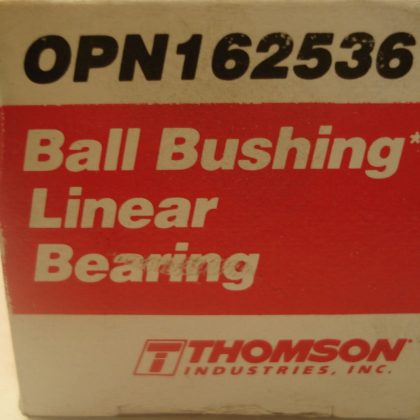 OPN162536
Ball Bushing*
Linear
Bearing
THOMSON
INDUSTRIES, INC.